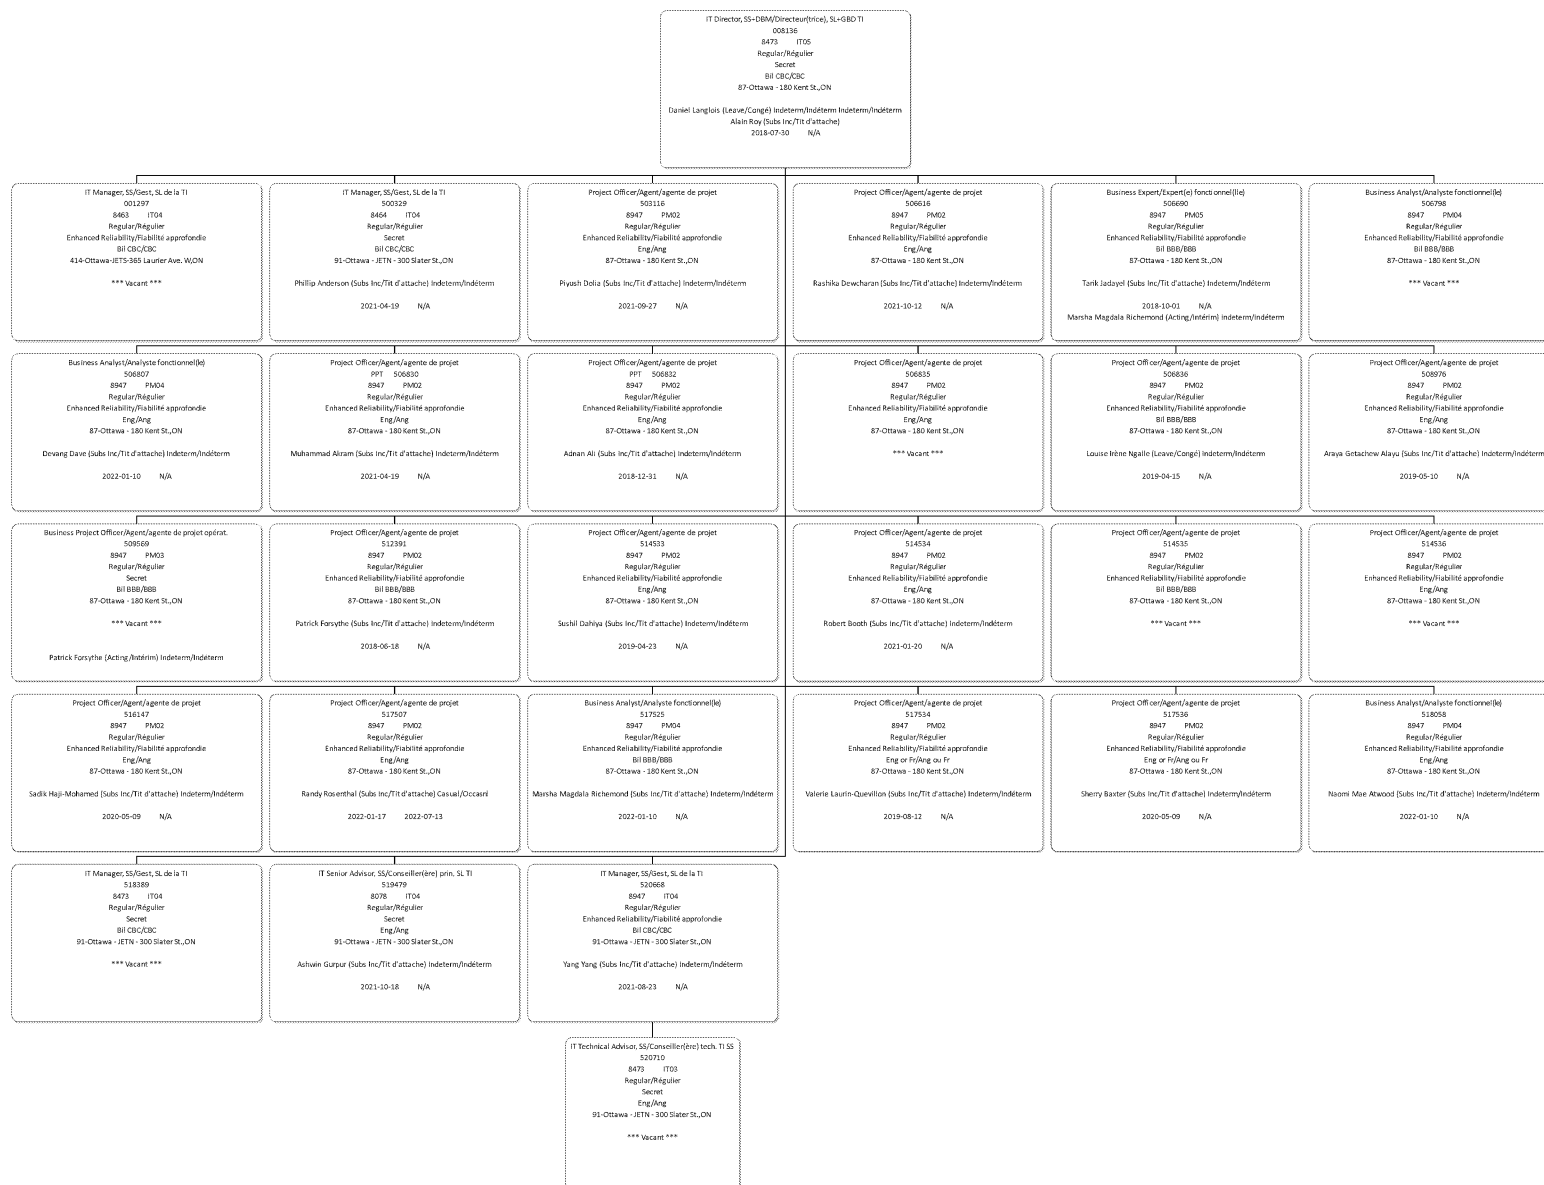 IT Director, SS+DBM/Directeur(trice), SL+GBD TI
008136
8473 IT05
Regular/Régulier
Secret
Bil CBC/CBC
87-Ottawa - 180 Kent St.,ON
Daniel Langlois (Leave/Congé) Indeterm/Indéterm Indeterm/Indéterm
Alain Roy (Subs Inc/Tit d'attache)
2018-07-30 N/A
IT Manager, SS/Gest, SL de la TI
001297
8463 IT04
Regular/Régulier
Enhanced Reliability/Fiabilité approfondie
Bil CBC/CBC
414-Ottawa-JETS-365 Laurier Ave. W,ON
*** Vacant ***
IT Manager, SS/Gest, SL de la TI
500329
8464 IT04
Regular/Régulier
Secret
Bil CBC/CBC
91-Ottawa - JETN - 300 Slater St.,ON
Phillip Anderson (Subs Inc/Tit d'attache) Indeterm/Indéterm
2021-04-19 N/A
Project Officer/Agent/agente de projet
503116
8947 PM02
Regular/Régulier
Enhanced Reliability/Fiabilité approfondie
Eng/Ang
87-Ottawa - 180 Kent St.,ON
Piyush Dolia (Subs Inc/Tit d'attache) Indeterm/Indéterm
2021-09-27 N/A
Project Officer/Agent/agente de projet
506616
8947 PM02
Regular/Régulier
Enhanced Reliability/Fiabilité approfondie
Eng/Ang
87-Ottawa - 180 Kent St.,ON
Rashika Dewcharan (Subs Inc/Tit d'attache) Indeterm/Indéterm
2021-10-12 N/A
Business Expert/Expert(e) fonctionnel(lle)
506690
8947 PM05
Regular/Régulier
Enhanced Reliability/Fiabilité approfondie
Bil BBB/BBB
87-Ottawa - 180 Kent St.,ON
Tarik Jadayel (Subs Inc/Tit d'attache) Indeterm/Indéterm
2018-10-01 N/A
Marsha Magdala Richemond (Acting/Intérim) Indeterm/Indéterm
Business Analyst/Analyste fonctionnel(le)
506798
8947 PM04
Regular/Régulier
Enhanced Reliability/Fiabilité approfondie
Bil BBB/BBB
87-Ottawa - 180 Kent St.,ON
*** Vacant ***
Business Analyst/Analyste fonctionnel(le)
506807
8947 PM04
Regular/Régulier
Enhanced Reliability/Fiabilité approfondie
Eng/Ang
87-Ottawa - 180 Kent St.,ON
Devang Dave (Subs Inc/Tit d'attache) Indeterm/Indéterm
2022-01-10 N/A
Project Officer/Agent/agente de projet
PPT 506830
8947 PM02
Regular/Régulier
Enhanced Reliability/Fiabilité approfondie
Eng/Ang
87-Ottawa - 180 Kent St.,ON
Muhammad Akram (Subs Inc/Tit d'attache) Indeterm/Indéterm
2021-04-19 N/A
Project Officer/Agent/agente de projet
PPT 506832
8947 PM02
Regular/Régulier
Enhanced Reliability/Fiabilité approfondie
Eng/Ang
87-Ottawa - 180 Kent St.,ON
Adnan Ali (Subs Inc/Tit d'attache) Indeterm/Indéterm
2018-12-31 N/A
Project Officer/Agent/agente de projet
506835
8947 PM02
Regular/Régulier
Enhanced Reliability/Fiabilité approfondie
Eng/Ang
87-Ottawa - 180 Kent St.,ON
*** Vacant ***
Project Officer/Agent/agente de projet
506836
8947 PM02
Regular/Régulier
Enhanced Reliability/Fiabilité approfondie
Bil BBB/BBB
87-Ottawa - 180 Kent St.,ON
Louise Irène Ngalle (Leave/Congé) Indeterm/Indéterm
2019-04-15 N/A
Project Officer/Agent/agente de projet
508976
8947 PM02
Regular/Régulier
Enhanced Reliability/Fiabilité approfondie
Eng/Ang
87-Ottawa - 180 Kent St.,ON
Araya Getachew Alayu (Subs Inc/Tit d'attache) Indeterm/Indéterm
2019-05-10 N/A
Business Project Officer/Agent/agente de projet opérat.
509569
8947 PM03
Regular/Régulier
Secret
Bil BBB/BBB
87-Ottawa - 180 Kent St.,ON
*** Vacant ***
Patrick Forsythe (Acting/Intérim) Indeterm/Indéterm
Project Officer/Agent/agente de projet
512391
8947 PM02
Regular/Régulier
Enhanced Reliability/Fiabilité approfondie
Bil BBB/BBB
87-Ottawa - 180 Kent St.,ON
Patrick Forsythe (Subs Inc/Tit d'attache) Indeterm/Indéterm
2018-06-18 N/A
Project Officer/Agent/agente de projet
514533
8947 PM02
Regular/Régulier
Enhanced Reliability/Fiabilité approfondie
Eng/Ang
87-Ottawa - 180 Kent St.,ON
Sushil Dahiya (Subs Inc/Tit d'attache) Indeterm/Indéterm
2019-04-23 N/A
Project Officer/Agent/agente de projet
514534
8947 PM02
Regular/Régulier
Enhanced Reliability/Fiabilité approfondie
Eng/Ang
87-Ottawa - 180 Kent St.,ON
Robert Booth (Subs Inc/Tit d'attache) Indeterm/Indéterm
2021-01-20 N/A
Project Officer/Agent/agente de projet
514535
8947 PM02
Regular/Régulier
Enhanced Reliability/Fiabilité approfondie
Bil BBB/BBB
87-Ottawa - 180 Kent St.,ON
*** Vacant ***
Project Officer/Agent/agente de projet
514536
8947 PM02
Regular/Régulier
Enhanced Reliability/Fiabilité approfondie
Eng/Ang
87-Ottawa - 180 Kent St.,ON
*** Vacant ***
Project Officer/Agent/agente de projet
516147
8947 PM02
Regular/Régulier
Enhanced Reliability/Fiabilité approfondie
Eng/Ang
87-Ottawa - 180 Kent St.,ON
Sadik Haji-Mohamed (Subs Inc/Tit d'attache) Indeterm/Indéterm
2020-05-09 N/A
Project Officer/Agent/agente de projet
517507
8947 PM02
Regular/Régulier
Enhanced Reliability/Fiabilité approfondie
Eng/Ang
87-Ottawa - 180 Kent St.,ON
Randy Rosenthal (Subs Inc/Tit d'attache) Casual/Occasnl
2022-01-17 2022-07-13
Business Analyst/Analyste fonctionnel(le)
517525
8947 PM04
Regular/Régulier
Enhanced Reliability/Fiabilité approfondie
Bil BBB/BBB
87-Ottawa - 180 Kent St.,ON
Marsha Magdala Richemond (Subs Inc/Tit d'attache) Indeterm/Indéterm
2022-01-10 N/A
Project Officer/Agent/agente de projet
517534
8947 PM02
Regular/Régulier
Enhanced Reliability/Fiabilité approfondie
Eng or Fr/Ang ou Fr
87-Ottawa - 180 Kent St.,ON
Valerie Laurin-Quevillon (Subs Inc/Tit d'attache) Indeterm/Indéterm
2019-08-12 N/A
Project Officer/Agent/agente de projet
517536
8947 PM02
Regular/Régulier
Enhanced Reliability/Fiabilité approfondie
Eng or Fr/Ang ou Fr
87-Ottawa - 180 Kent St.,ON
Sherry Baxter (Subs Inc/Tit d'attache) Indeterm/Indéterm
2020-05-09 N/A
Business Analyst/Analyste fonctionnel(le)
518058
8947 PM04
Regular/Régulier
Enhanced Reliability/Fiabilité approfondie
Eng/Ang
87-Ottawa - 180 Kent St.,ON
Naomi Mae Atwood (Subs Inc/Tit d'attache) Indeterm/Indéterm
2022-01-10 N/A
IT Manager, SS/Gest, SL de la TI
518389
8473 IT04
Regular/Régulier
Secret
Bil CBC/CBC
91-Ottawa - JETN - 300 Slater St.,ON
*** Vacant ***
IT Senior Advisor, SS/Conseiller(ère) prin. SL TI
519479
8078 IT04
Regular/Régulier
Secret
Eng/Ang
91-Ottawa - JETN - 300 Slater St.,ON
Ashwin Gurpur (Subs Inc/Tit d'attache) Indeterm/Indéterm
2021-10-18 N/A
IT Manager, SS/Gest, SL de la TI
520668
8947 IT04
Regular/Régulier
Enhanced Reliability/Fiabilité approfondie
Bil CBC/CBC
91-Ottawa - JETN - 300 Slater St.,ON
Yang Yang (Subs Inc/Tit d'attache) Indeterm/Indéterm
2021-08-23 N/A
IT Technical Advisor, SS/Conseiller(ère) tech. TI SS
520710
8473 IT03
Regular/Régulier
Secret
Eng/Ang
91-Ottawa - JETN - 300 Slater St.,ON
*** Vacant ***